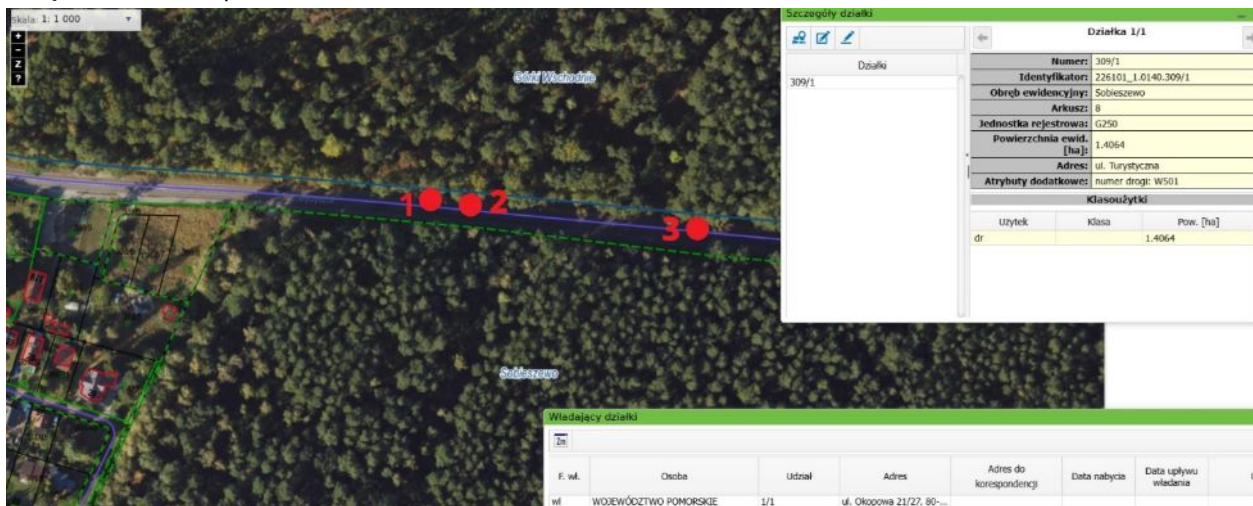 Skala: 1: 1 000
+
−
Z
?
Górki Wschodnie
1
2
3
Sobieszewo
Szczegóły działki
Działki
309/1
Działka 1/1
Numer: 309/1
Identyfikator: 226101_1.0140.309/1
Obręb ewidencyjny: Sobieszewo
Arkusz: 8
Jednostka rejestrowa: G250
Powierzchnia ewid. [ha]: 1.4064
Adres: ul. Turystyczna
Atrybuty dodatkowe: numer drogi: W501
Klasoużytki
Użytek Klasa Pow. [ha]
dr 1.4064
Władający działki
Zm
F. wł. Osoba Udział Adres Adres do korespondencji Data nabycia Data upływu władania
wł WOJEWÓDZTWO POMORSKIE 1/1 ul. Okopowa 21/27, 80-...